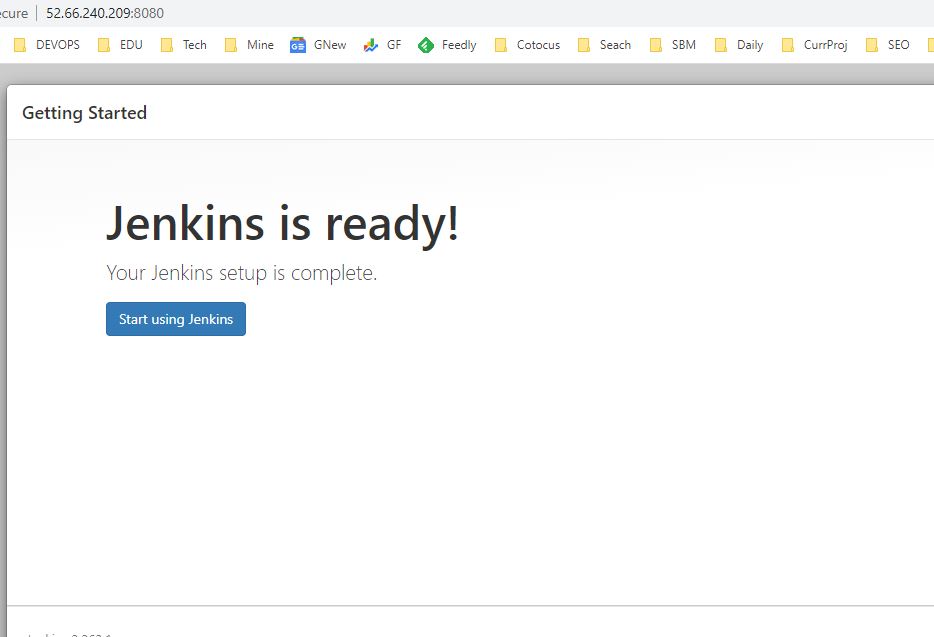 ecure 52.66.240.209:8080
DEVOPS EDU Tech Mine GNew GF Feedly Cotocus Seach SBM Daily CurrProj SEO
Getting Started
Jenkins is ready!
Your Jenkins setup is complete.
Start using Jenkins